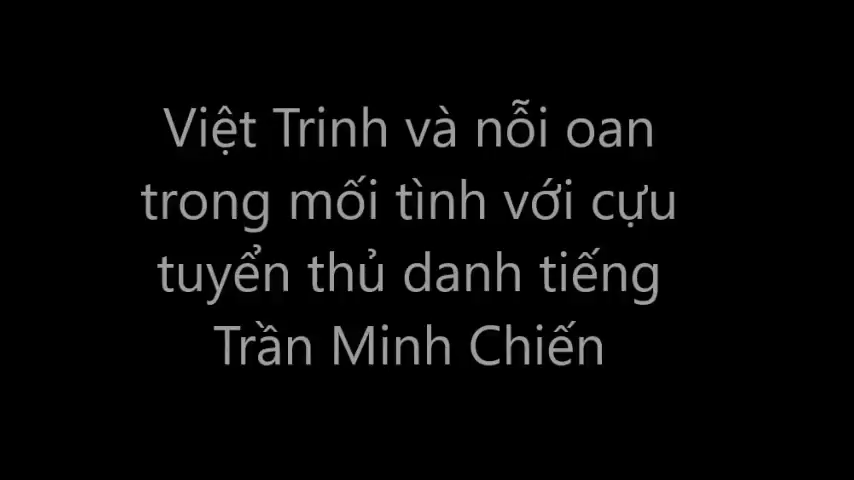 Việt Trinh và nỗi oan
trong mối tình với cựu
tuyển thủ danh tiếng
Trần Minh Chiến